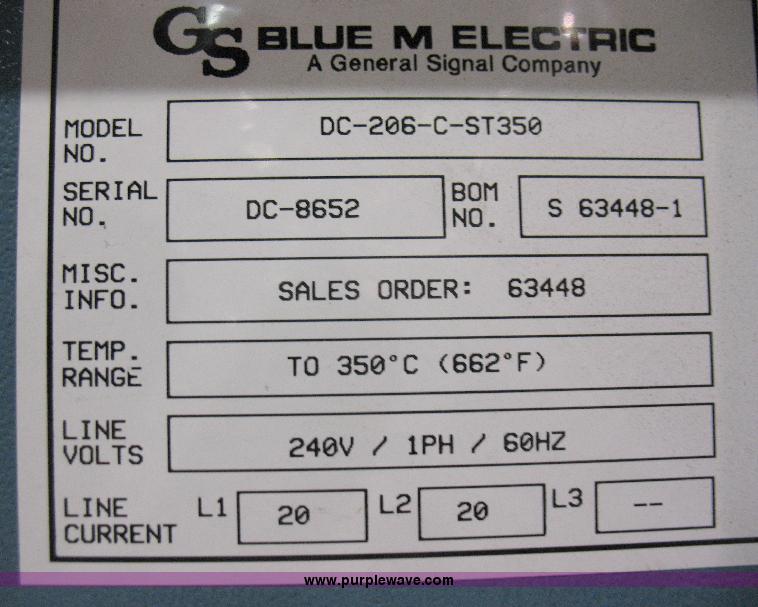 GS BLUE M ELECTRIC
A General Signal Company
MODEL NO. DC-206-C-ST350
SERIAL NO. DC-8652 BOM NO. S 63448-1
MISC. INFO. SALES ORDER: 63448
TEMP. RANGE TO 350°C (662°F)
LINE VOLTS 240V / 1PH / 60HZ
LINE CURRENT L1 20 L2 20 L3 --
www.purplewave.com